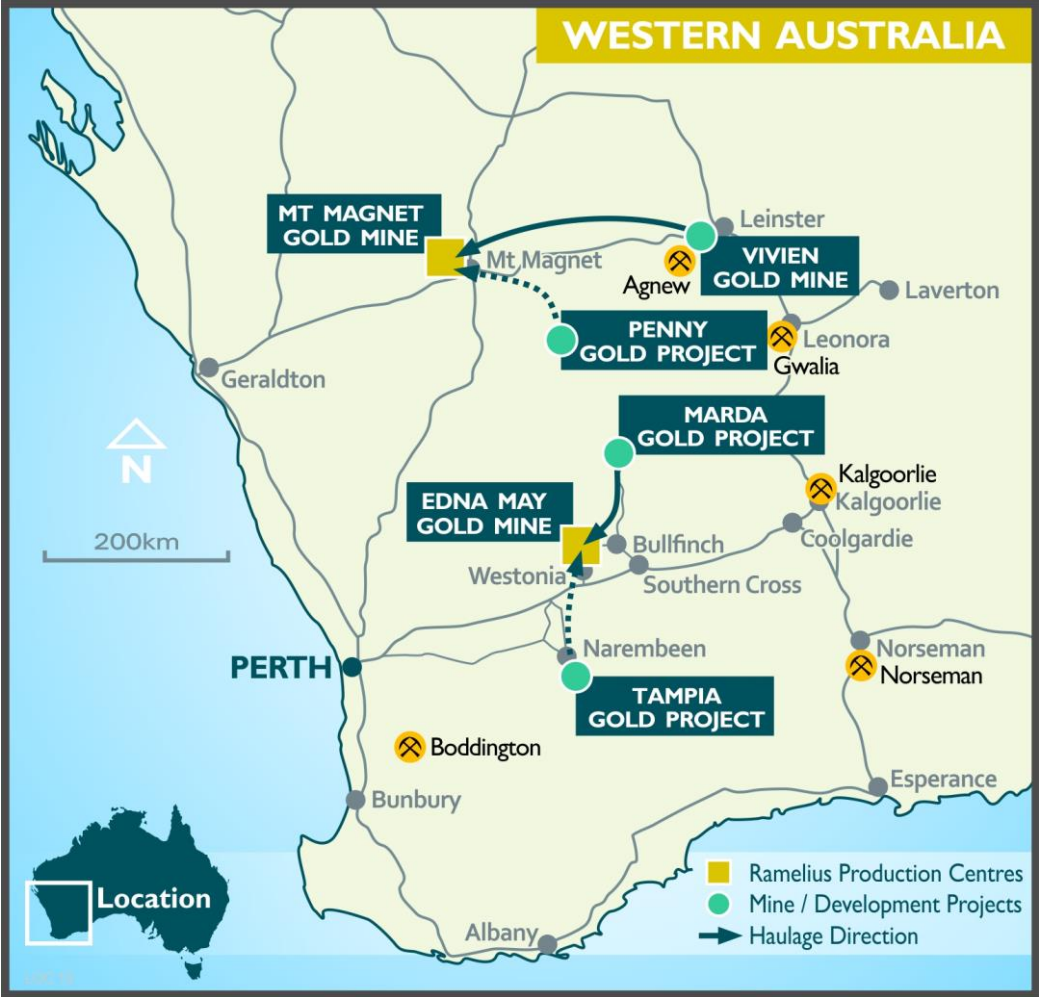 WESTERN AUSTRALIA
MT MAGNET
GOLD MINE
Leinster
Mt Magnet
VIVIEN
GOLD MINE
Agnew
Laverton
PENNY
GOLD PROJECT
Leonora
Gwalia
Geraldton
MARDA
GOLD PROJECT
N
Kalgoorlie
Kalgoorlie
EDNA MAY
GOLD MINE
200km
Coolgardie
Bullfinch
Westonia
Southern Cross
Narembeen
Norseman
PERTH
Norseman
TAMPIA
GOLD PROJECT
Boddington
Esperance
Bunbury
Location
Ramelius Production Centres
Mine / Development Projects
Haulage Direction
Albany